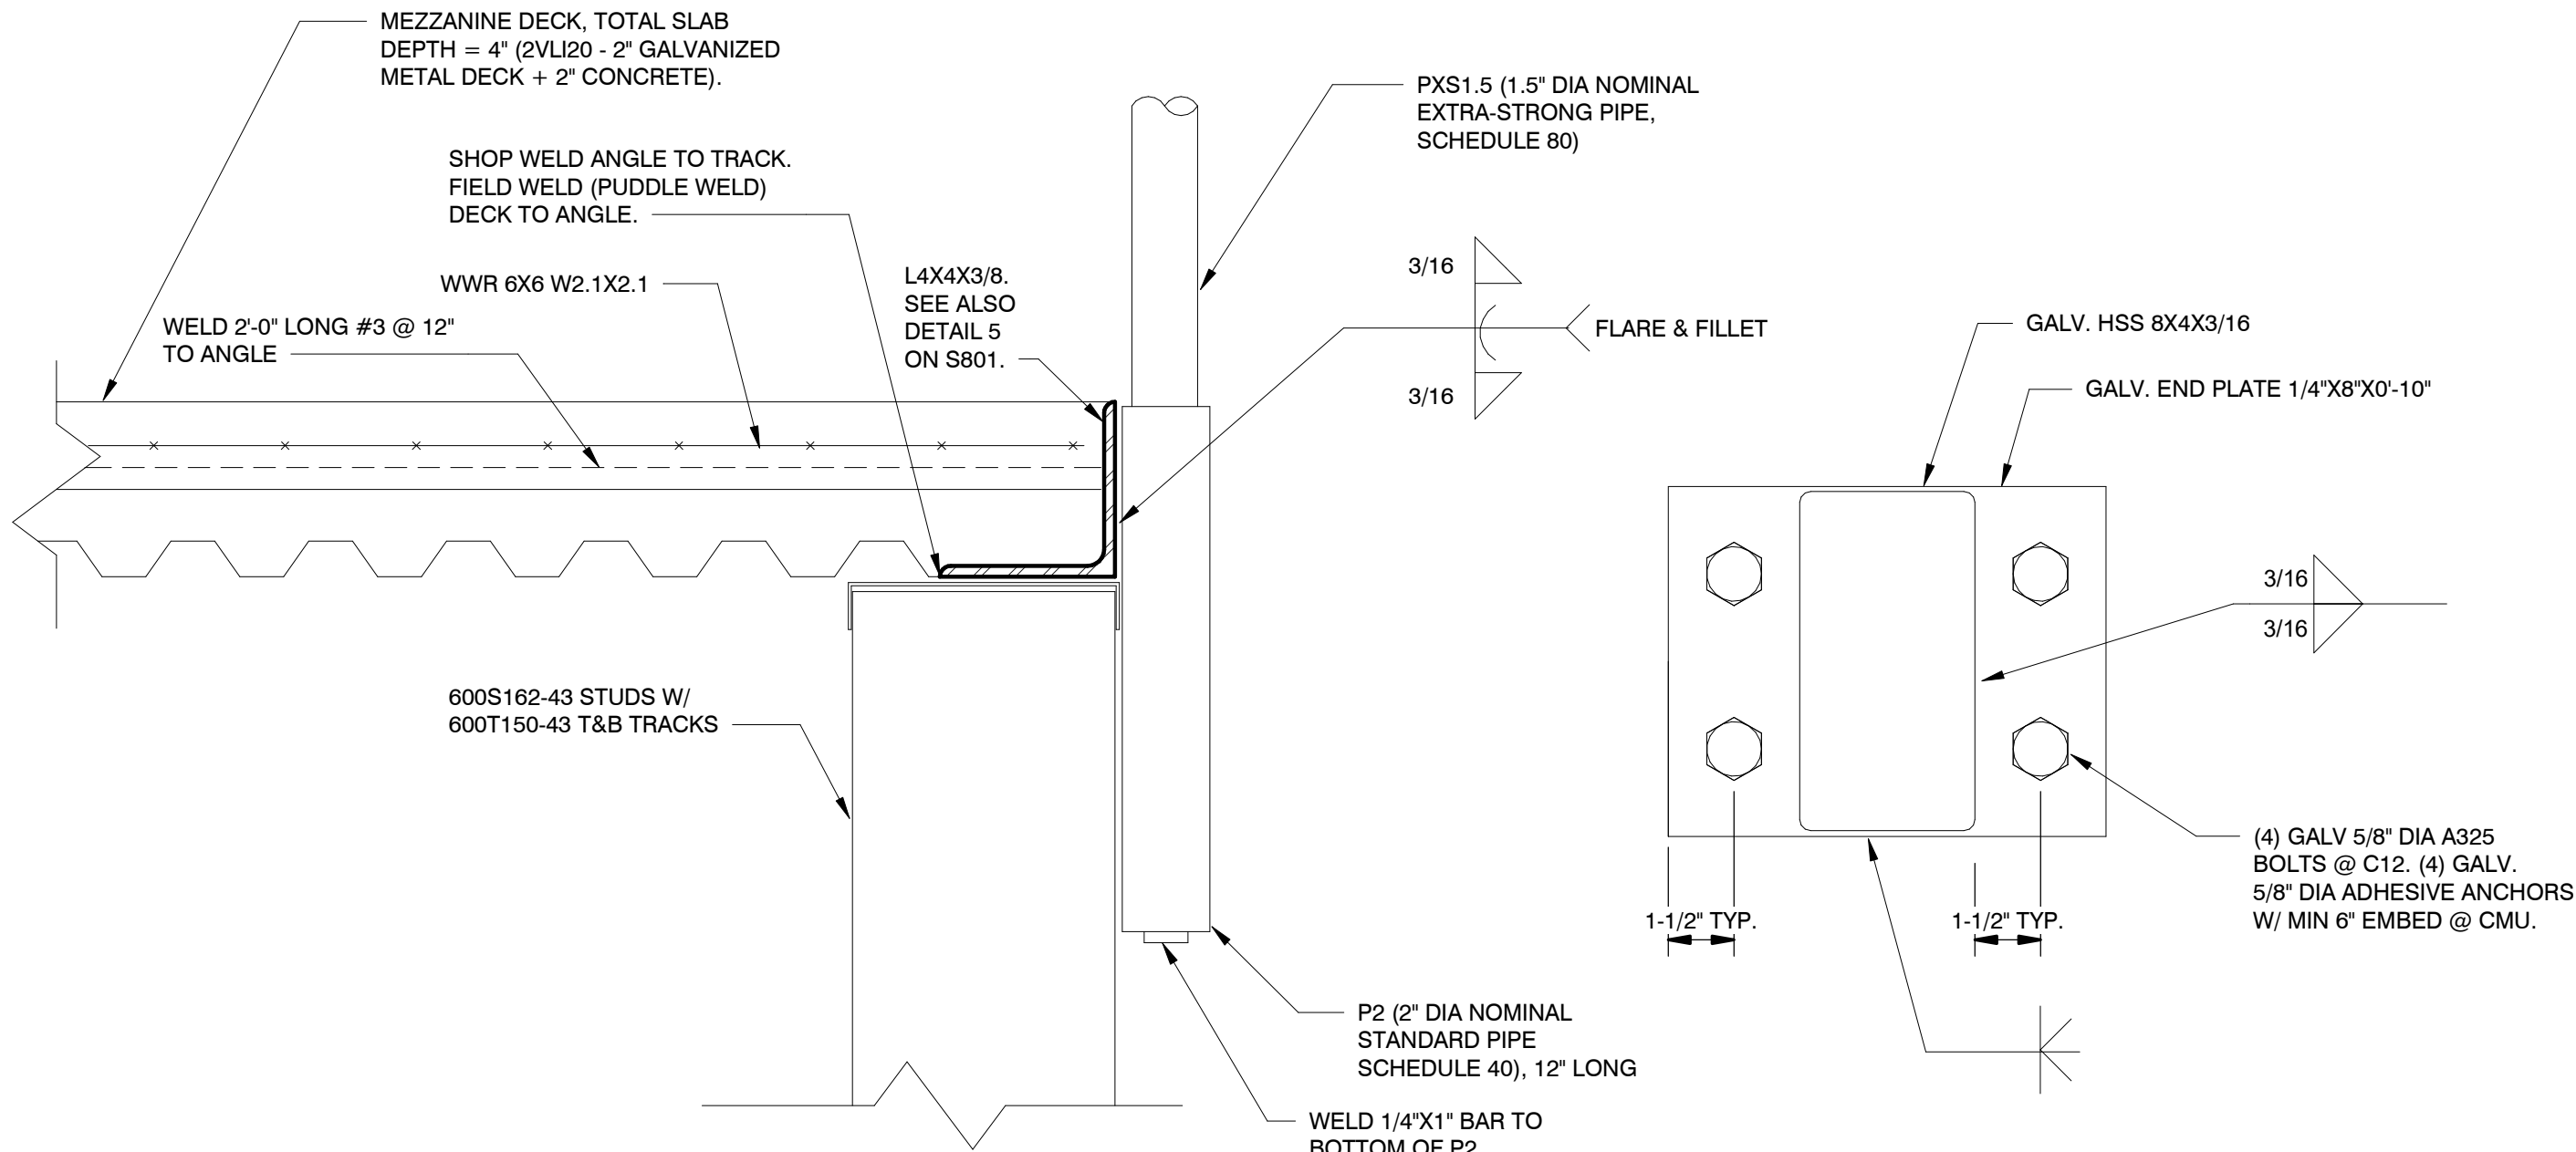 MEZZANINE DECK, TOTAL SLAB
DEPTH = 4" (2VLI20 - 2" GALVANIZED
METAL DECK + 2" CONCRETE).
PXS1.5 (1.5" DIA NOMINAL
EXTRA-STRONG PIPE,
SCHEDULE 80)
SHOP WELD ANGLE TO TRACK.
FIELD WELD (PUDDLE WELD)
DECK TO ANGLE.
WWR 6X6 W2.1X2.1
L4X4X3/8.
SEE ALSO
DETAIL 5
ON S801.
WELD 2'-0" LONG #3 @ 12"
TO ANGLE
3/16
FLARE & FILLET
3/16
GALV. HSS 8X4X3/16
GALV. END PLATE 1/4"X8"X0'-10"
3/16
3/16
600S162-43 STUDS W/
600T150-43 T&B TRACKS
(4) GALV 5/8" DIA A325
BOLTS @ C12. (4) GALV.
5/8" DIA ADHESIVE ANCHORS
W/ MIN 6" EMBED @ CMU.
1-1/2" TYP.
1-1/2" TYP.
P2 (2" DIA NOMINAL
STANDARD PIPE
SCHEDULE 40), 12" LONG
WELD 1/4"X1" BAR TO
BOTTOM OF P2